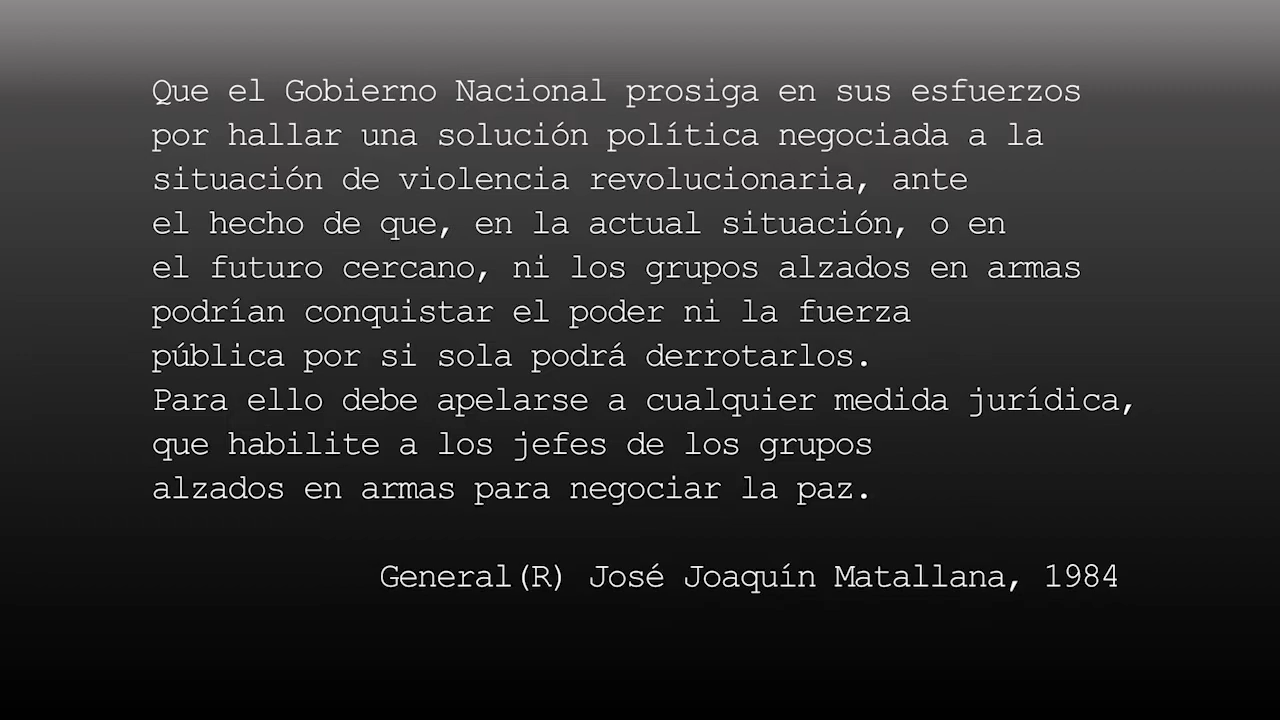 Que el Gobierno Nacional prosiga en sus esfuerzos
por hallar una solución política negociada a la
situación de violencia revolucionaria, ante
el hecho de que, en la actual situación, o en
el futuro cercano, ni los grupos alzados en armas
podrían conquistar el poder ni la fuerza
pública por si sola podrá derrotarlos.
Para ello debe apelarse a cualquier medida jurídica,
que habilite a los jefes de los grupos
alzados en armas para negociar la paz.
General(R) José Joaquín Matallana, 1984